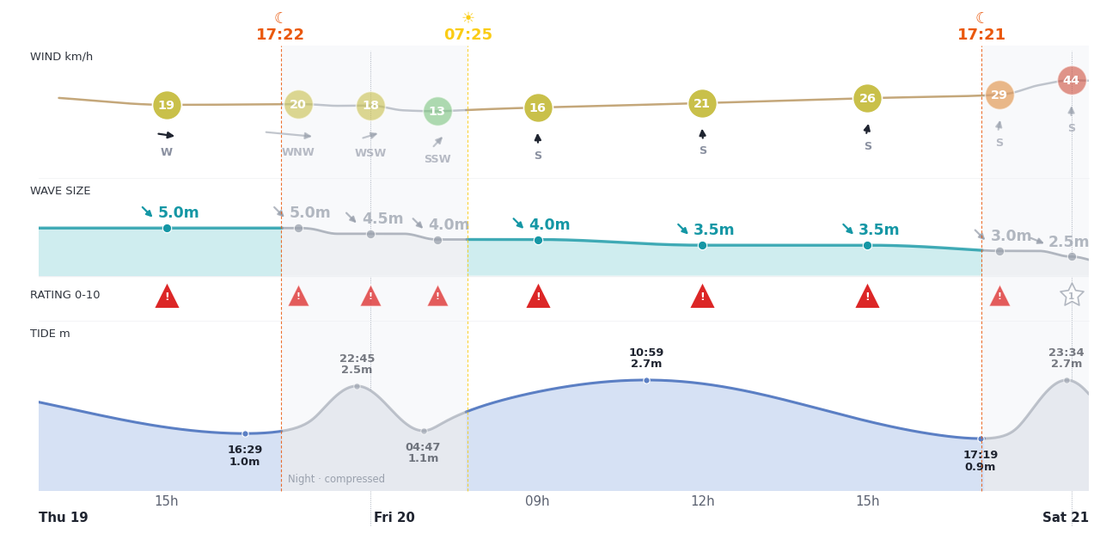 17:22
07:25
17:21
WIND km/h
19
20
18
13
16
21
26
29
44
W
WNW
WSW
SSW
S
S
S
S
S
WAVE SIZE
5.0m
5.0m
4.5m
4.0m
4.0m
3.5m
3.5m
3.0m
2.5m
RATING 0-10
!
!
!
!
!
!
!
!
1
TIDE m
16:29
1.0m
22:45
2.5m
04:47
1.1m
10:59
2.7m
17:19
0.9m
23:34
2.7m
Night · compressed
15h
09h
12h
15h
Thu 19
Fri 20
Sat 21